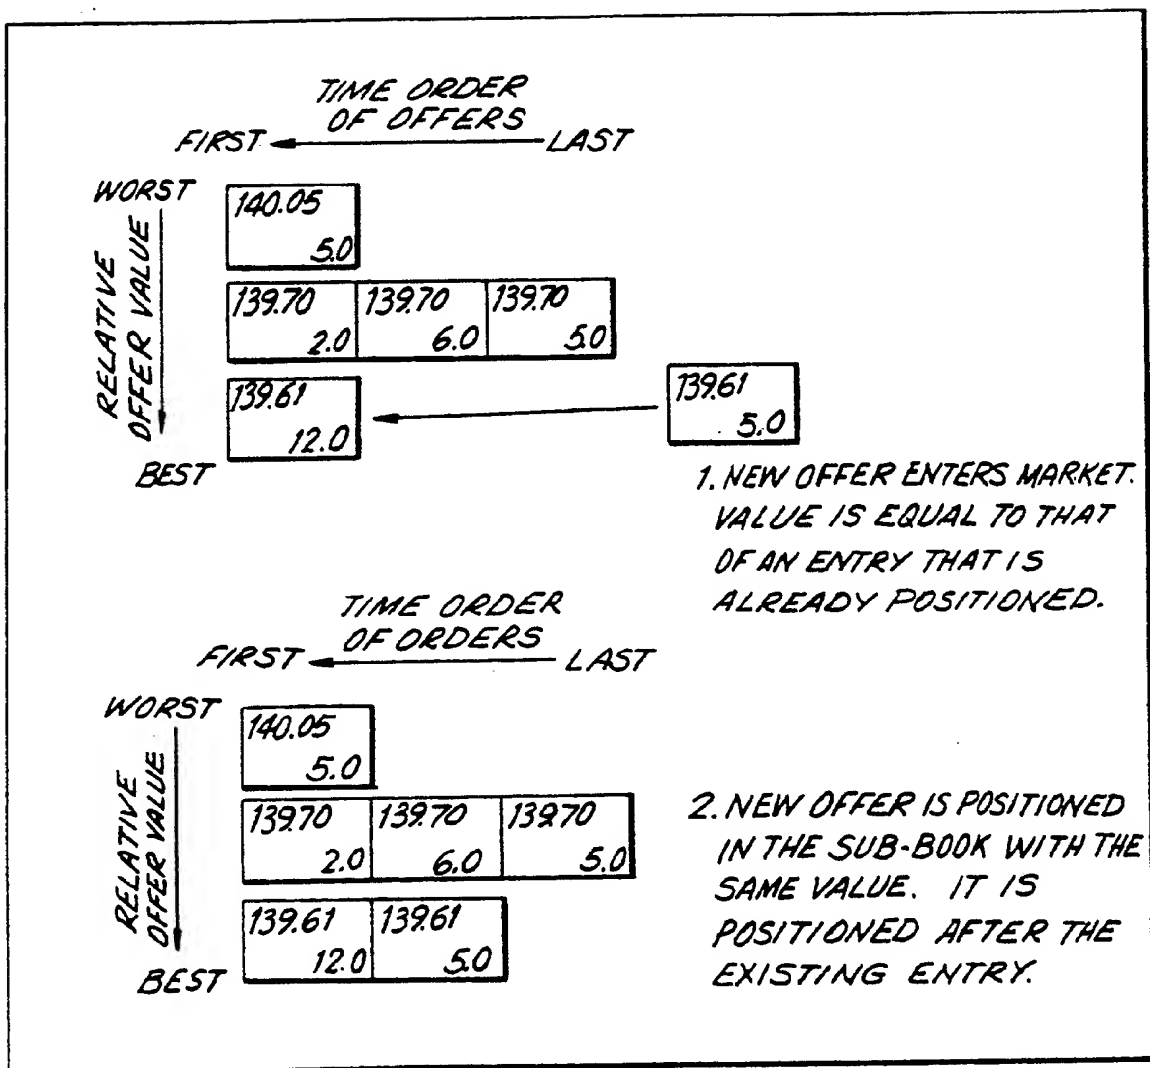 TIME ORDER
OF OFFERS
FIRST LAST
WORST
RELATIVE
OFFER VALUE
BEST
140.05
5.0
139.70 139.70 139.70
2.0 6.0 5.0
139.61 139.61
12.0 5.0
1. NEW OFFER ENTERS MARKET.
VALUE IS EQUAL TO THAT
OF AN ENTRY THAT IS
ALREADY POSITIONED.
TIME ORDER
OF ORDERS
FIRST LAST
WORST
RELATIVE
OFFER VALUE
BEST
140.05
5.0
139.70 139.70 139.70
2.0 6.0 5.0
139.61 139.61
12.0 5.0
2. NEW OFFER IS POSITIONED
IN THE SUB-BOOK WITH THE
SAME VALUE. IT IS
POSITIONED AFTER THE
EXISTING ENTRY.